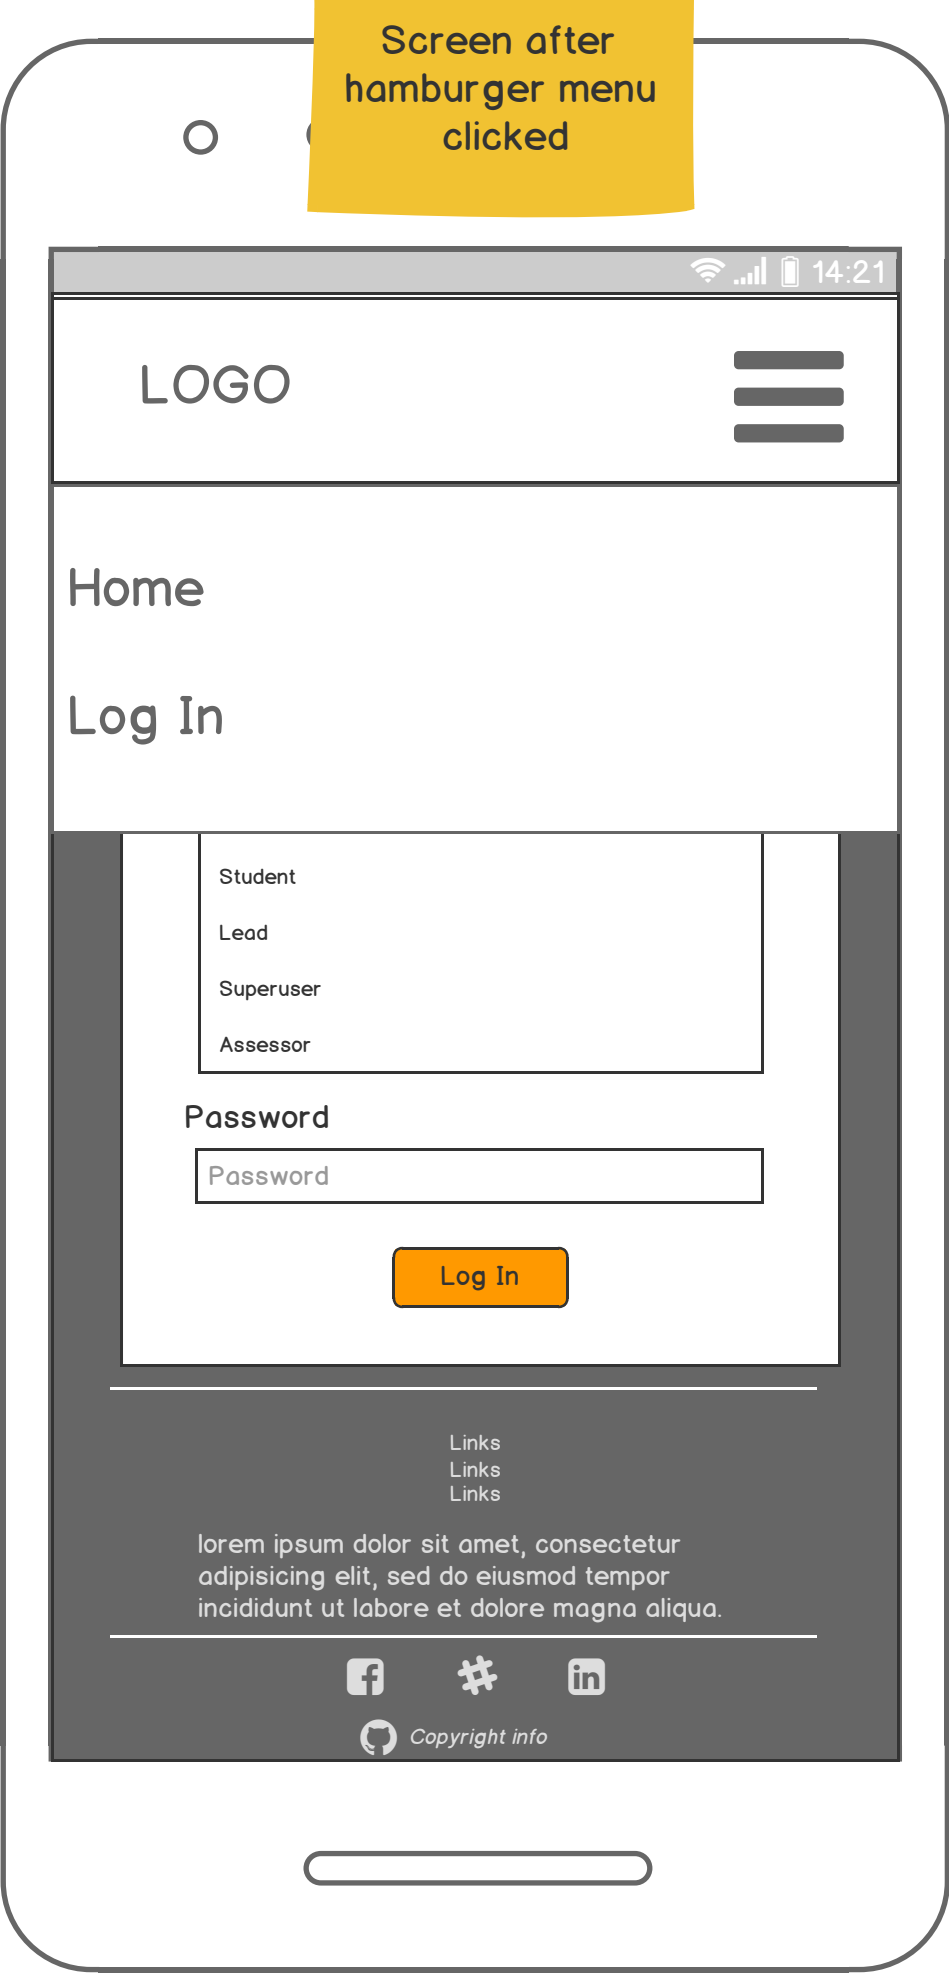 Screen after
hamburger menu
clicked
14:21
LOGO
Home
Log In
Student
Lead
Superuser
Assessor
Password
Password
Log In
Links
Links
Links
lorem ipsum dolor sit amet, consectetur
adipisicing elit, sed do eiusmod tempor
incididunt ut labore et dolore magna aliqua.
Copyright info